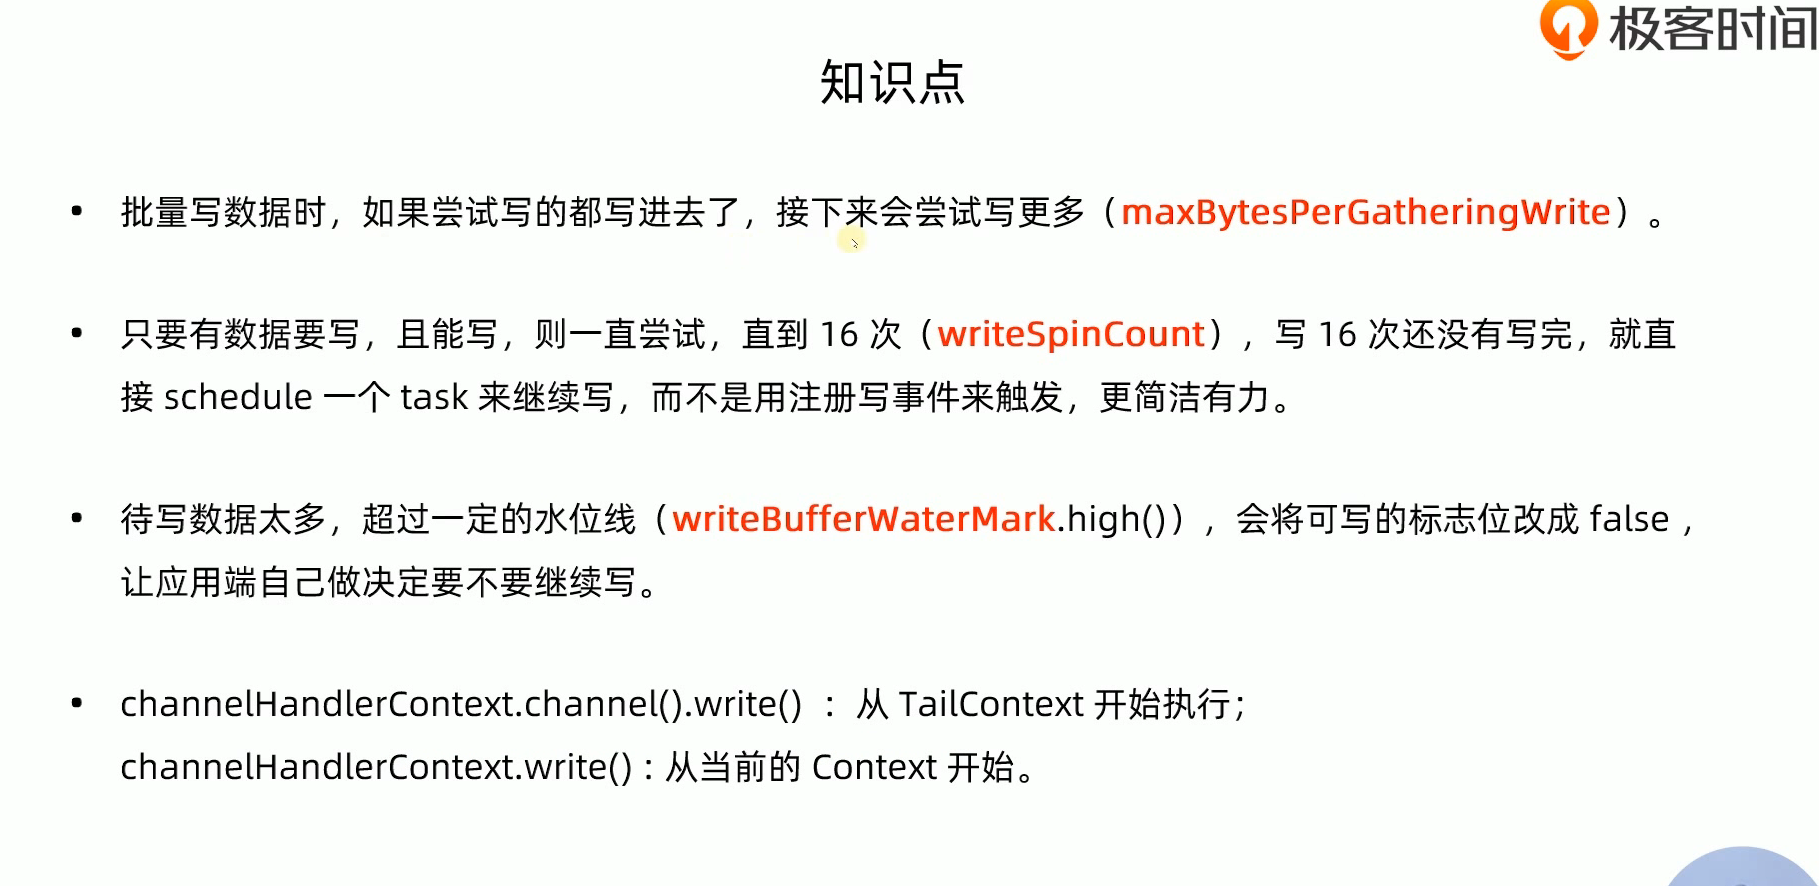 极客时间
知识点
• 批量写数据时，如果尝试写的都写进去了，接下来会尝试写更多（maxBytesPerGatheringWrite）。
• 只要有数据要写，且能写，则一直尝试，直到 16 次（writeSpinCount），写 16 次还没有写完，就直
接 schedule 一个 task 来继续写，而不是用注册写事件来触发，更简洁有力。
• 待写数据太多，超过一定的水位线（writeBufferWaterMark.high()），会将可写的标志位改成 false ，
让应用端自己做决定要不要继续写。
• channelHandlerContext.channel().write() ：从 TailContext 开始执行；
channelHandlerContext.write() : 从当前的 Context 开始。